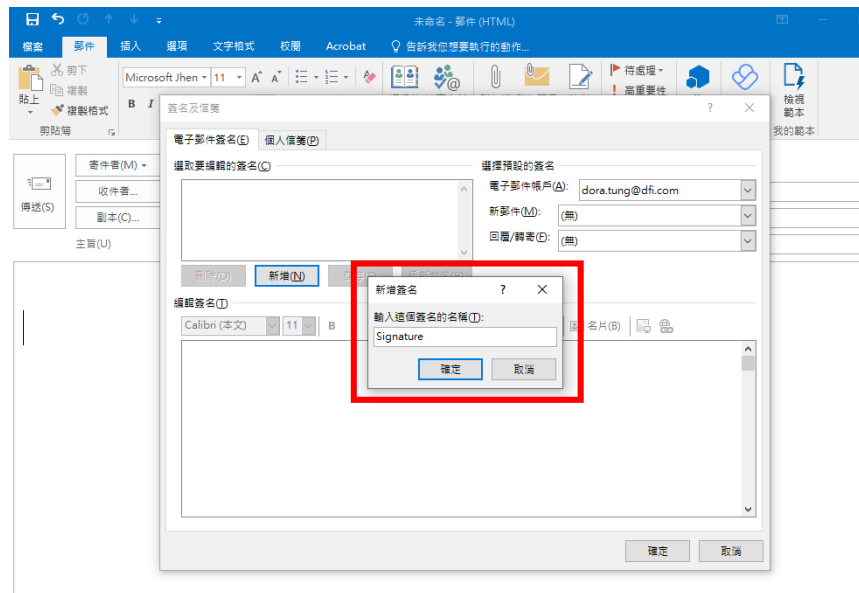 未命名 - 郵件 (HTML)
檔案 郵件 插入 選項 文字格式 校閱 Acrobat 告訴我您想要執行的動作...
貼上
剪下
複製
複製格式
剪貼簿
Microsoft Jhen 11 A A
B I
待處理
高重要性
檢視
範本
我的範本
傳送(S)
寄件者(M)
收件者...
副本(C)...
主旨(U)
簽名及信箋
電子郵件簽名(E) 個人信箋(P)
選取要編輯的簽名(C)
選擇預設的簽名
電子郵件帳戶(A): dora.tung@dfi.com
新郵件(M): (無)
回覆/轉寄(F): (無)
刪除(D) 新增(N)
編輯簽名(T)
Calibri (本文) 11 B
名片(B)
新增簽名
輸入這個簽名的名稱(T):
Signature
確定 取消
確定 取消